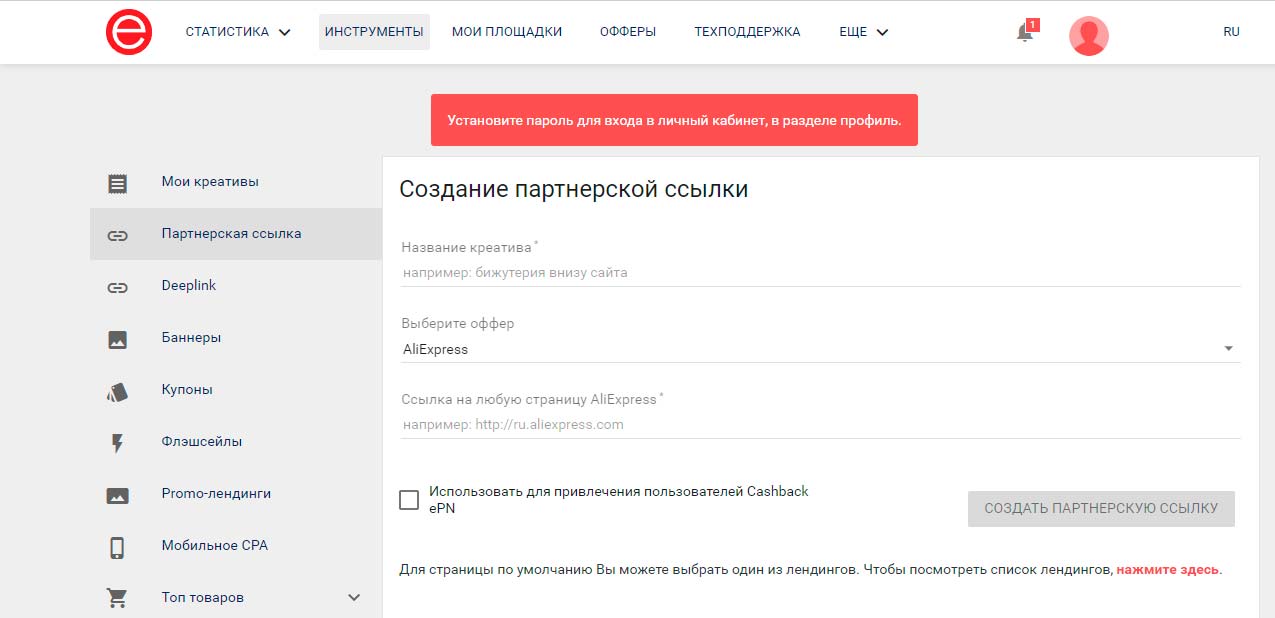 СТАТИСТИКА
ИНСТРУМЕНТЫ
МОИ ПЛОЩАДКИ
ОФФЕРЫ
ТЕХПОДДЕРЖКА
ЕЩЕ
1
RU
Установите пароль для входа в личный кабинет, в разделе профиль.
Мои креативы
Партнерская ссылка
Deeplink
Баннеры
Купоны
Флэшсейлы
Promo-лендинги
Мобильное CPA
Топ товаров
Создание партнерской ссылки
Название креатива*
например: бижутерия внизу сайта
Выберите оффер
AliExpress
Ссылка на любую страницу AliExpress*
например: http://ru.aliexpress.com
Использовать для привлечения пользователей Cashback
ePN
СОЗДАТЬ ПАРТНЕРСКУЮ ССЫЛКУ
Для страницы по умолчанию Вы можете выбрать один из лендингов. Чтобы посмотреть список лендингов, нажмите здесь.